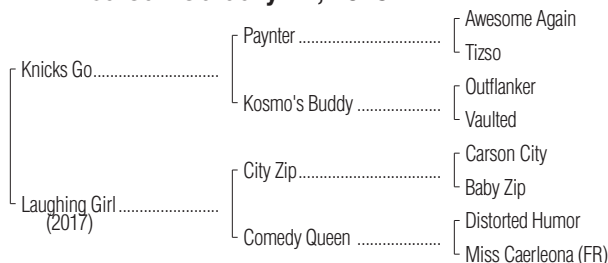 Paynter ........................
Awesome Again
Tizso
Knicks Go.....................
Kosmo's Buddy ..............
Outflanker
Vaulted
City Zip........................
Carson City
Baby Zip
Laughing Girl ................
(2017)
Comedy Queen ..............
Distorted Humor
Miss Caerleona (FR)